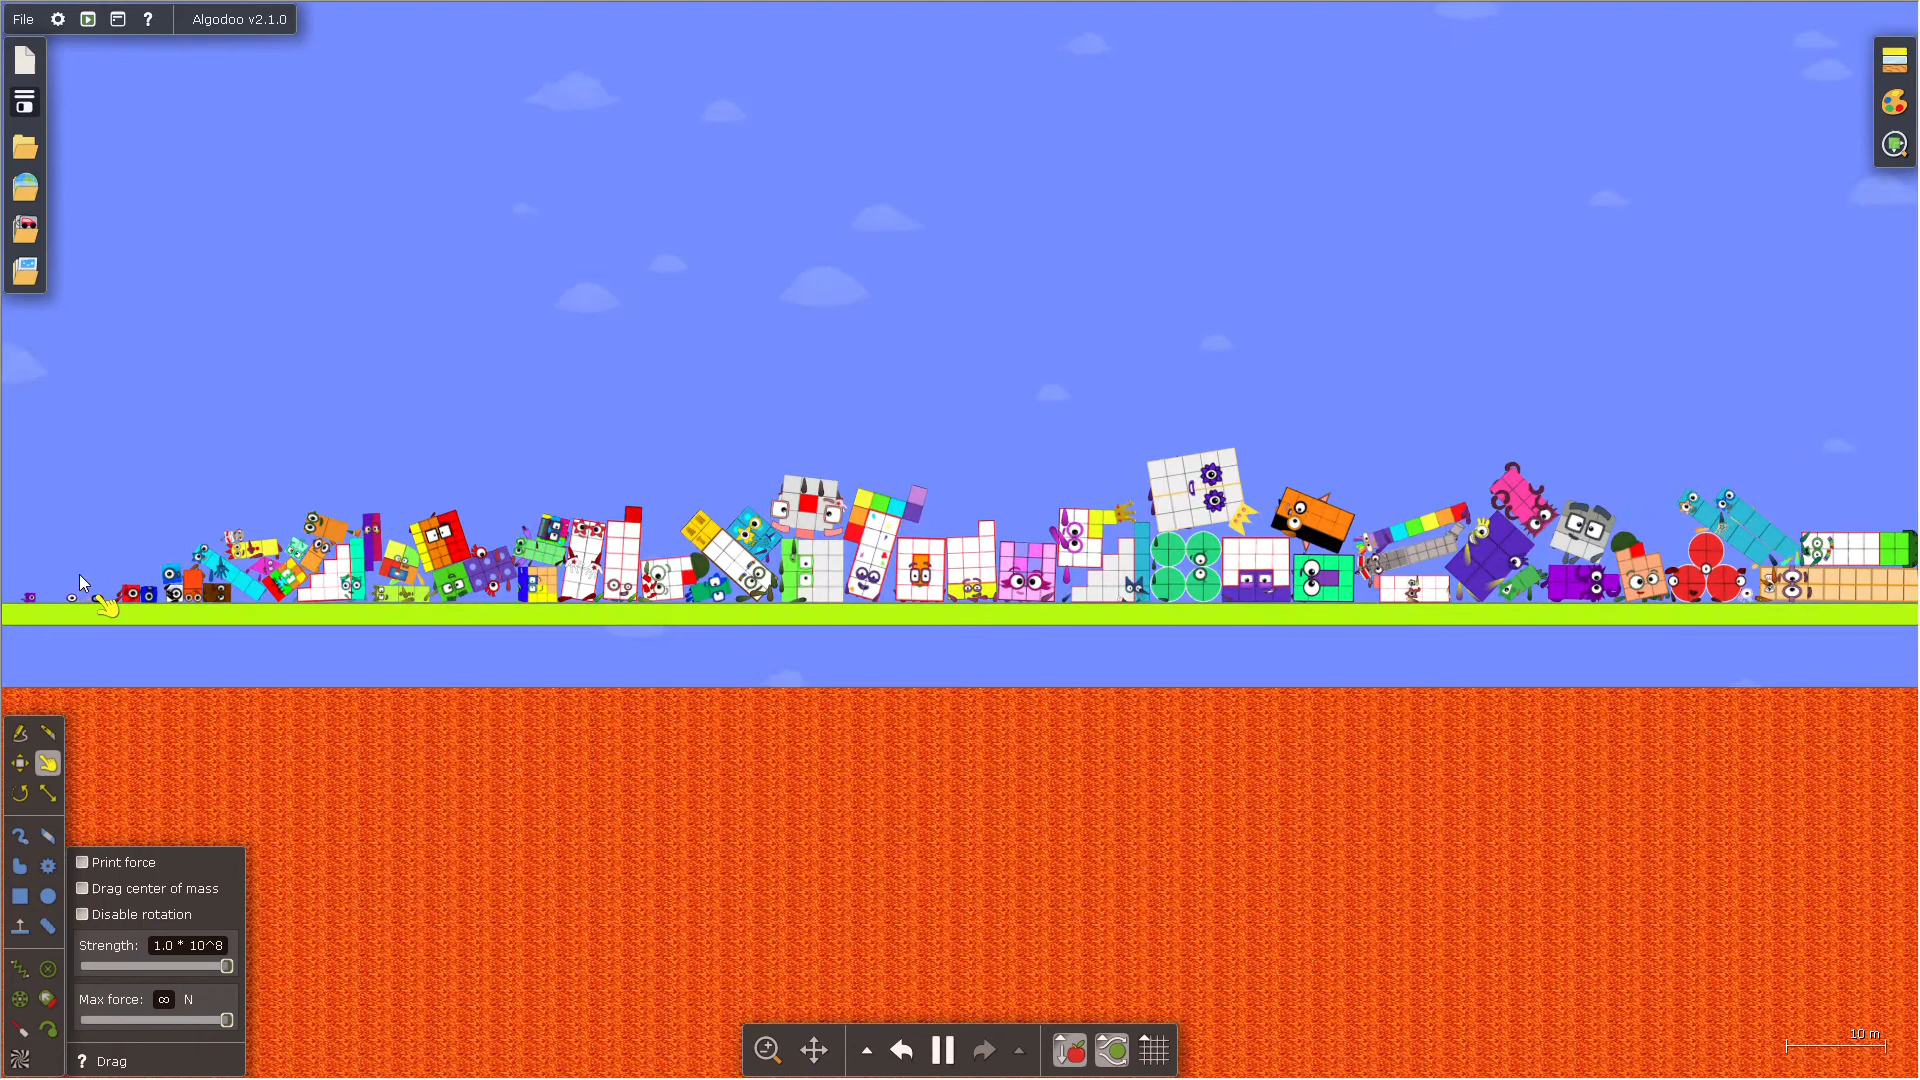 File ? Algodoo v2.1.0
Print force
Drag center of mass
Disable rotation
Strength: 1.0 * 10^8
Max force: ∞ N
? Drag
10 m